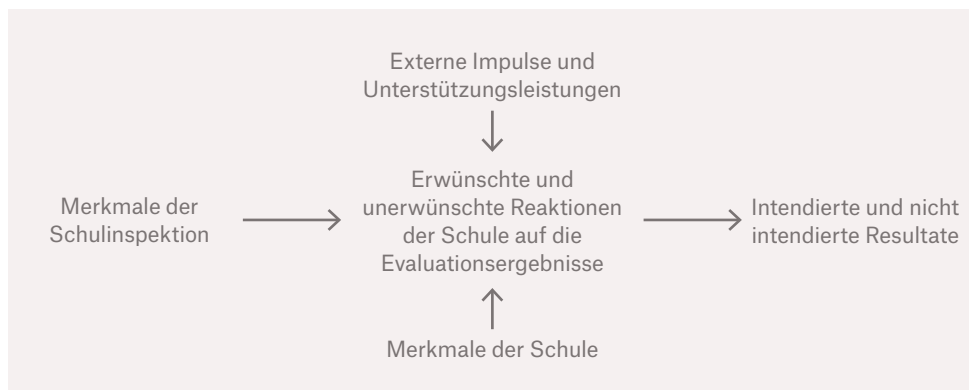 Externe Impulse und
Unterstützungsleistungen
Merkmale der
Schulinspektion
Erwünschte und
unerwünschte Reaktionen
der Schule auf die
Evaluationsergebnisse
Intendierte und nicht
intendierte Resultate
Merkmale der Schule